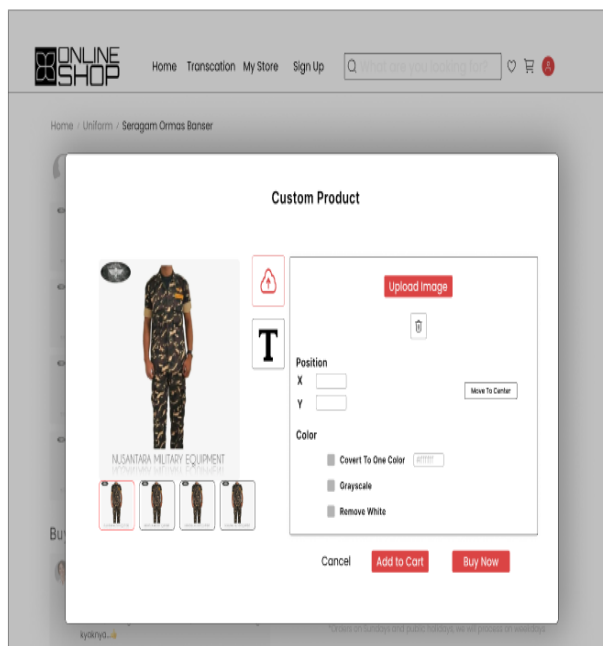 ONLINE
SHOP
Home Transcation My Store Sign Up What are you looking for?
Home / Uniform / Seragam Ormas Banser
Custom Product
Upload Image
T
Position
X
Y
Move To Center
Color
Covert To One Color #ffffff
Grayscale
Remove White
NUSANTARA MILITARY EQUIPMENT
Cancel Add to Cart Buy Now
Bu
kyaknya...
*Orders on Sundays and public holidays, we will process on weekdays